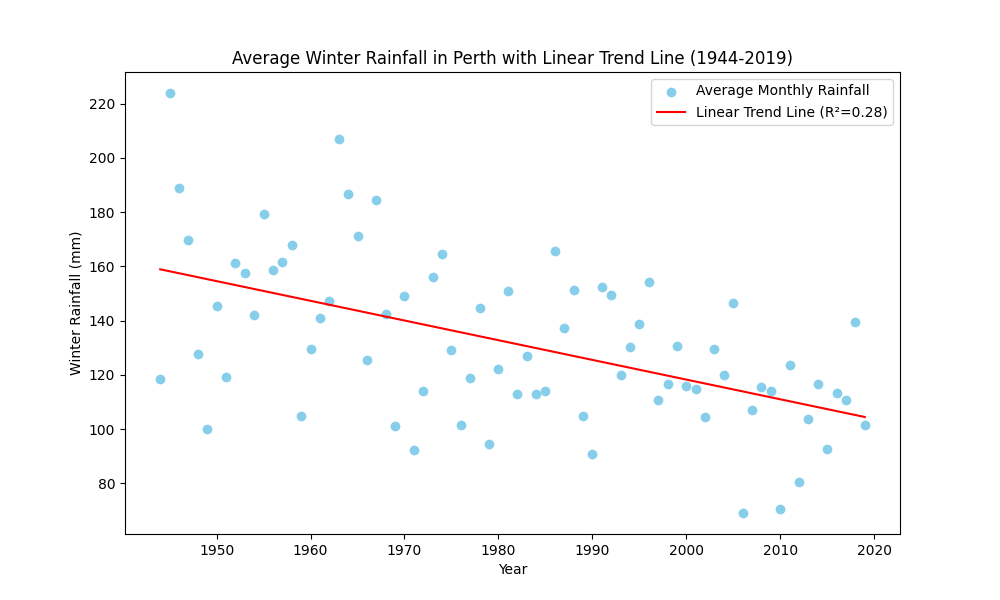 Average Winter Rainfall in Perth with Linear Trend Line (1944-2019)
Average Monthly Rainfall
Linear Trend Line (R²=0.28)
220
200
180
160
140
120
100
80
Winter Rainfall (mm)
1950 1960 1970 1980 1990 2000 2010 2020
Year